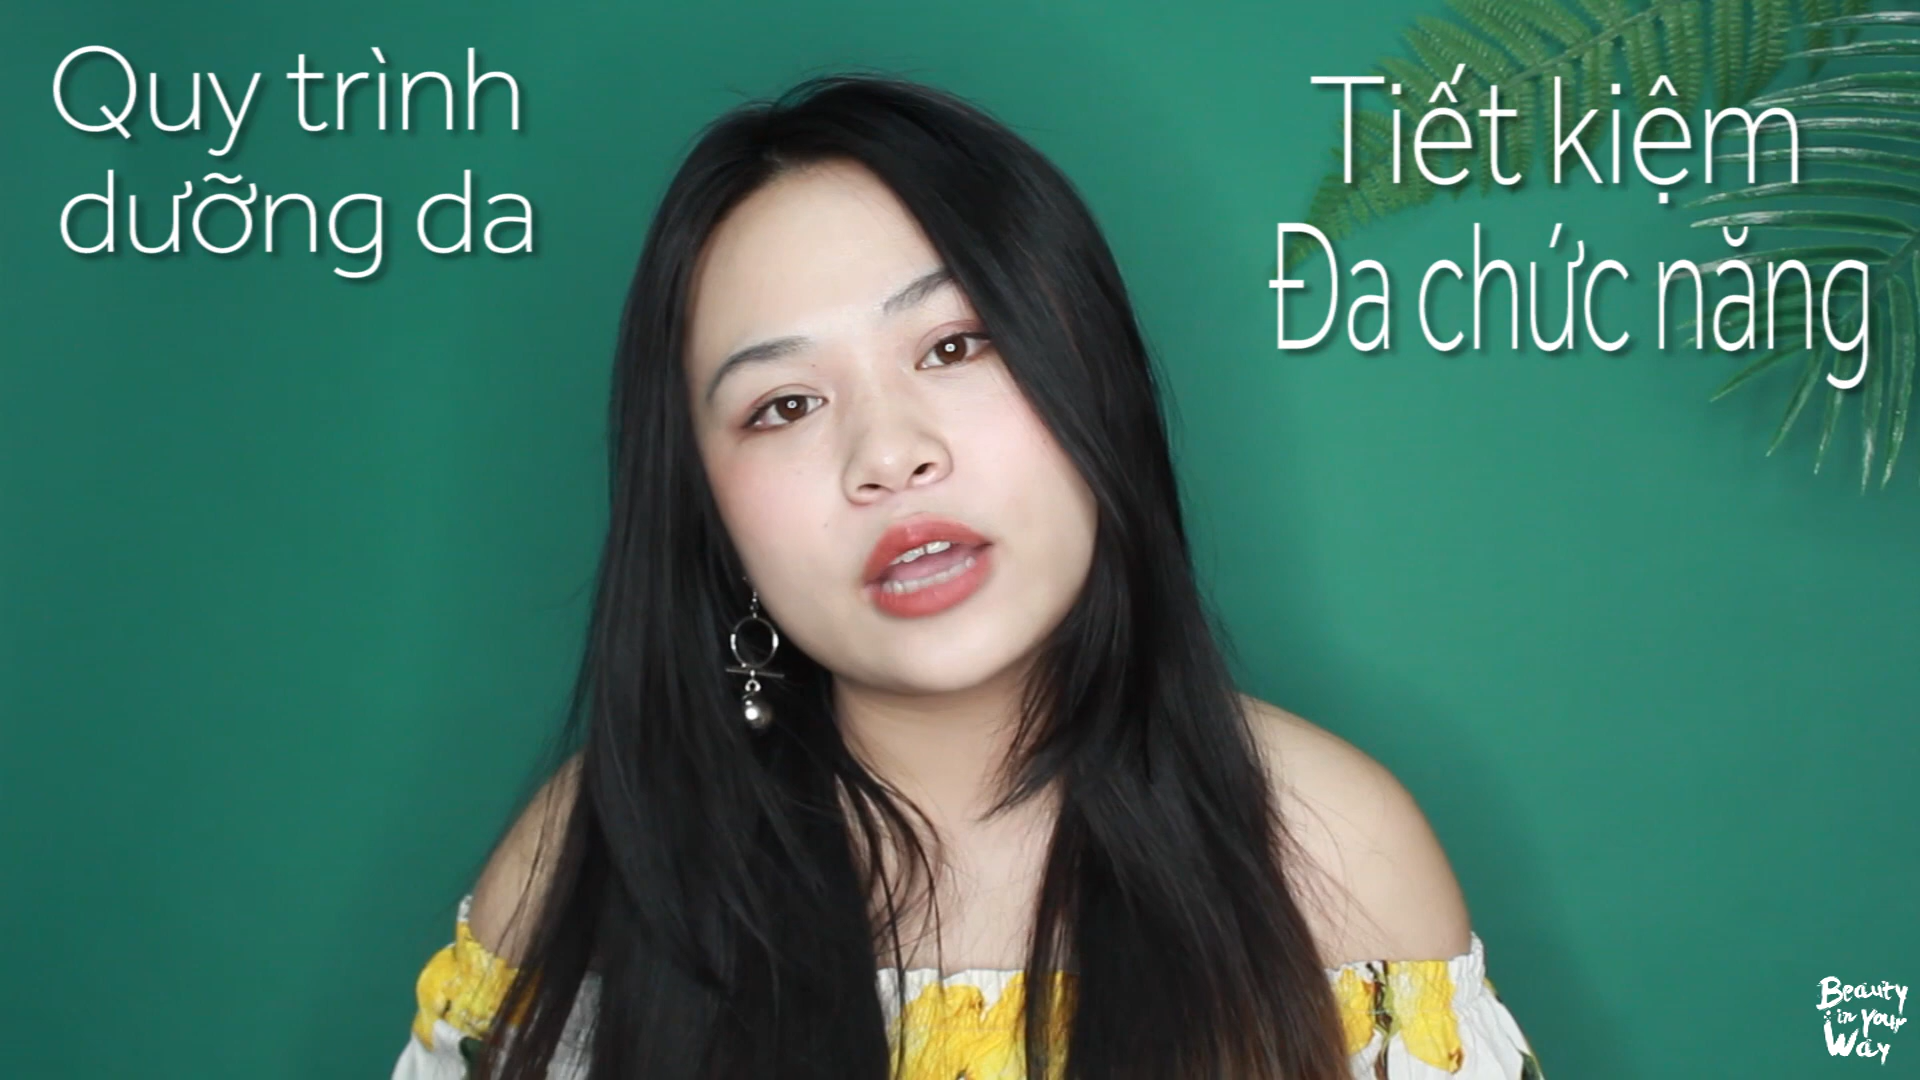 Quy trình
dưỡng da
Tiết kiệm
Đa chức năng
Beauty
in Your
Way